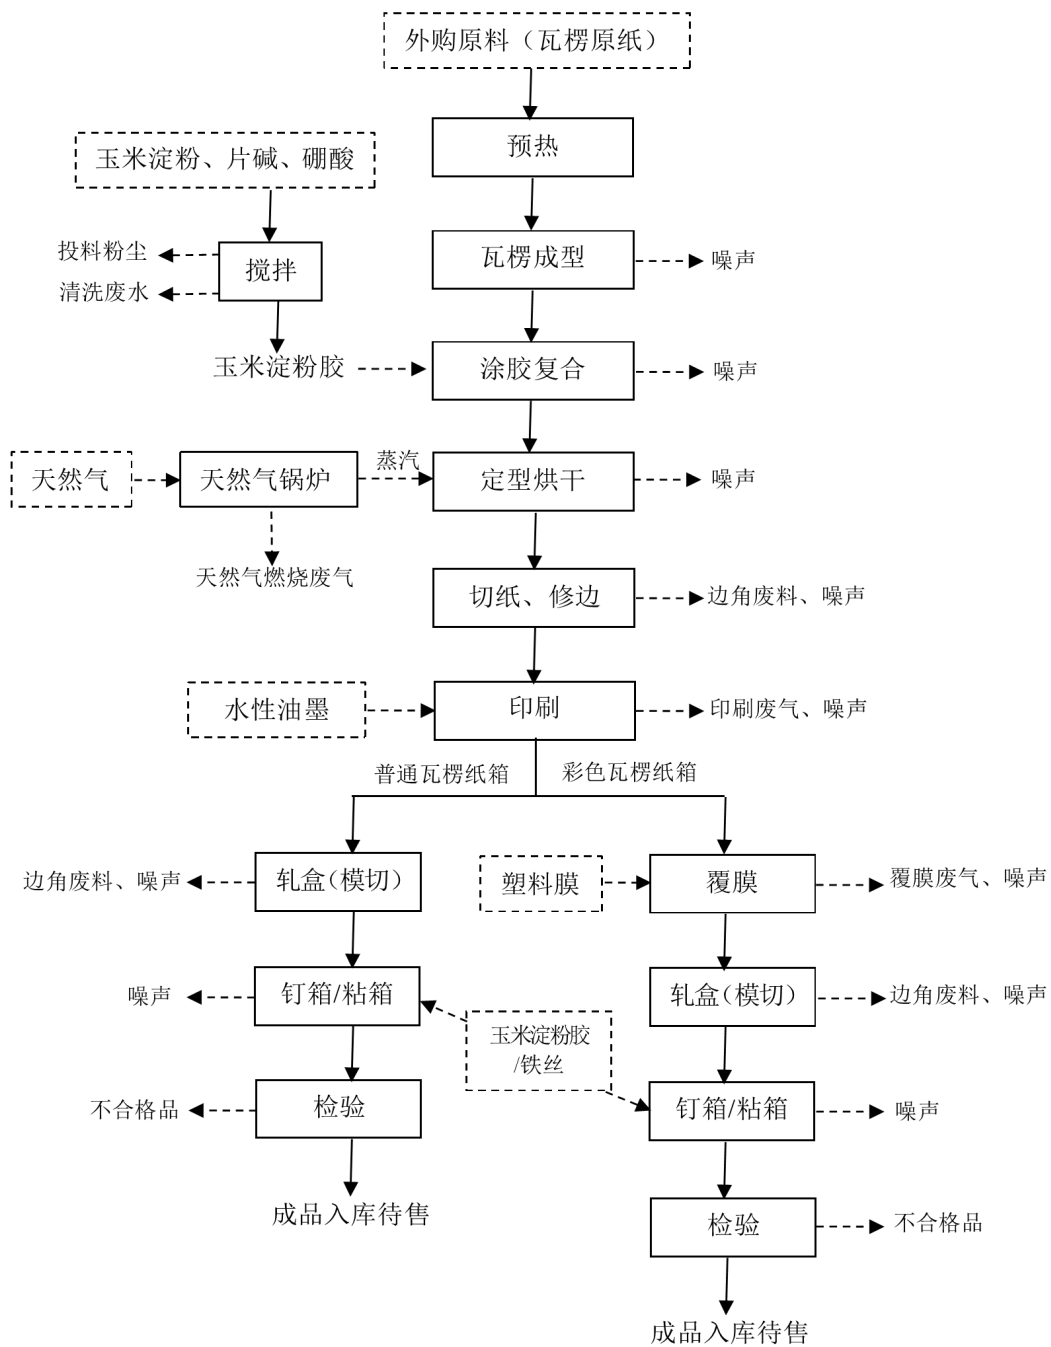 外购原料（瓦楞原纸）
预热
玉米淀粉、片碱、硼酸
投料粉尘
搅拌
瓦楞成型
噪声
清洗废水
玉米淀粉胶
涂胶复合
噪声
蒸汽
天然气
天然气锅炉
定型烘干
噪声
天然气燃烧废气
切纸、修边
边角废料、噪声
水性油墨
印刷
印刷废气、噪声
普通瓦楞纸箱
彩色瓦楞纸箱
边角废料、噪声
轧盒（模切）
塑料膜
覆膜
覆膜废气、噪声
噪声
钉箱/粘箱
轧盒（模切）
边角废料、噪声
玉米淀粉胶
/铁丝
不合格品
检验
钉箱/粘箱
噪声
成品入库待售
检验
不合格品
成品入库待售